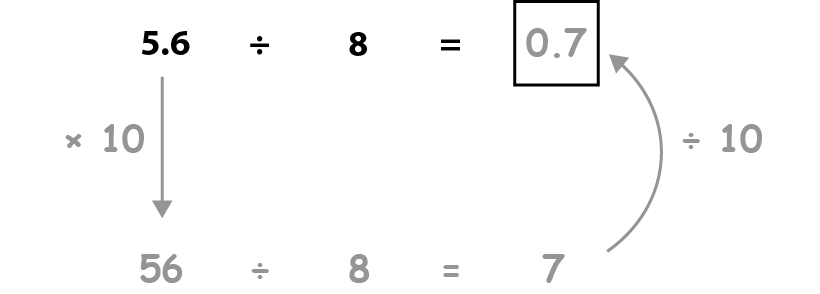 5.6 ÷ 8 = 0.7
× 10 ÷ 10
56 ÷ 8 = 7